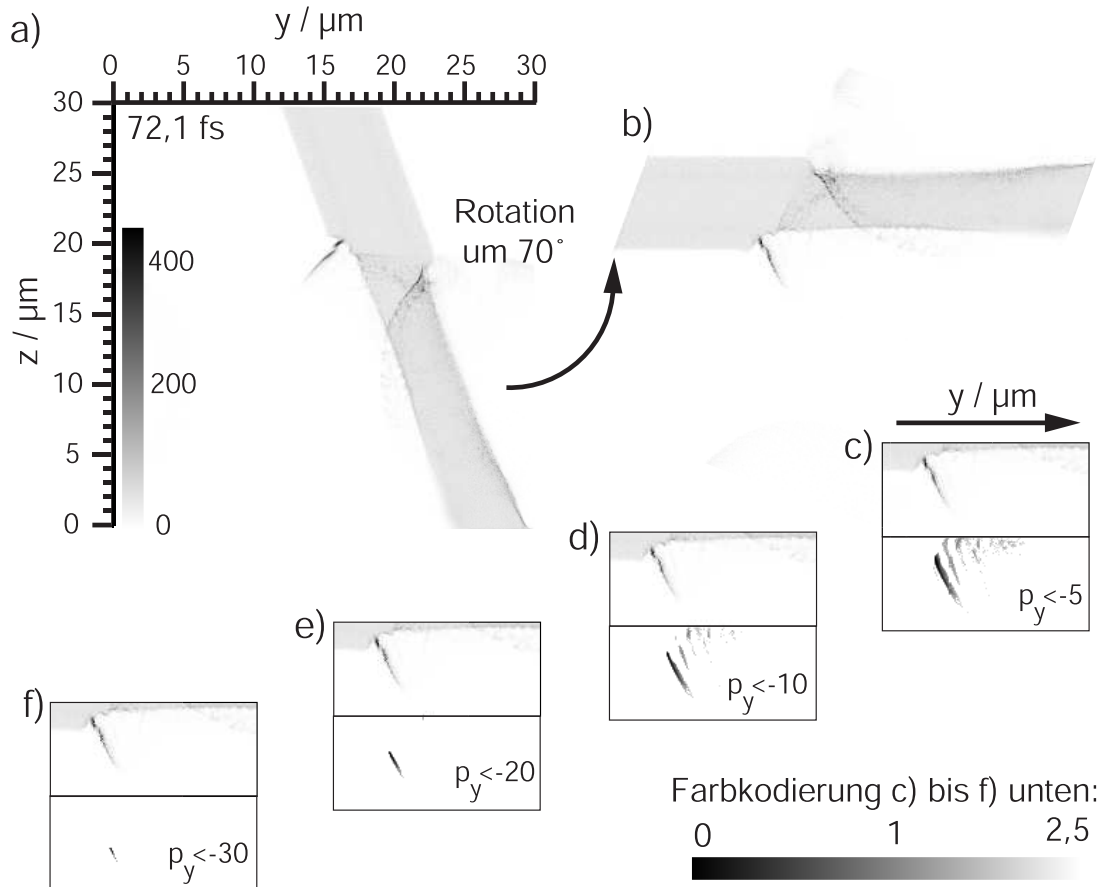 a)
y / µm
0 5 10 15 20 25 30
30
25
20
15
10
5
0
z / µm
72,1 fs
400
200
0
Rotation
um 70°
b)
y / µm
c)
p_y<-5
d)
p_y<-10
e)
p_y<-20
f)
p_y<-30
Farbkodierung c) bis f) unten:
0 1 2,5